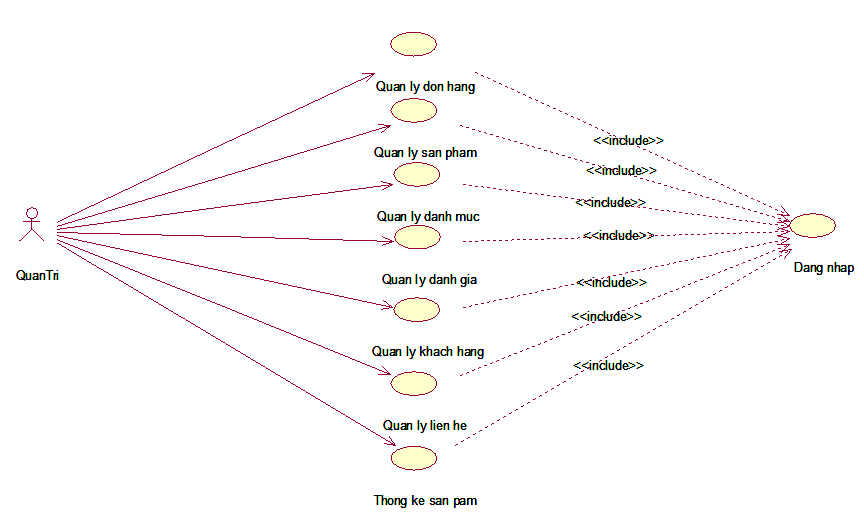 Quan ly don hang
<<include>>
Quan ly san pham
<<include>>
<<include>>
Quan ly danh muc
<<include>>
Dang nhap
QuanTri
Quan ly danh gia
<<include>>
<<include>>
Quan ly khach hang
<<include>>
Quan ly lien he
Thong ke san pam